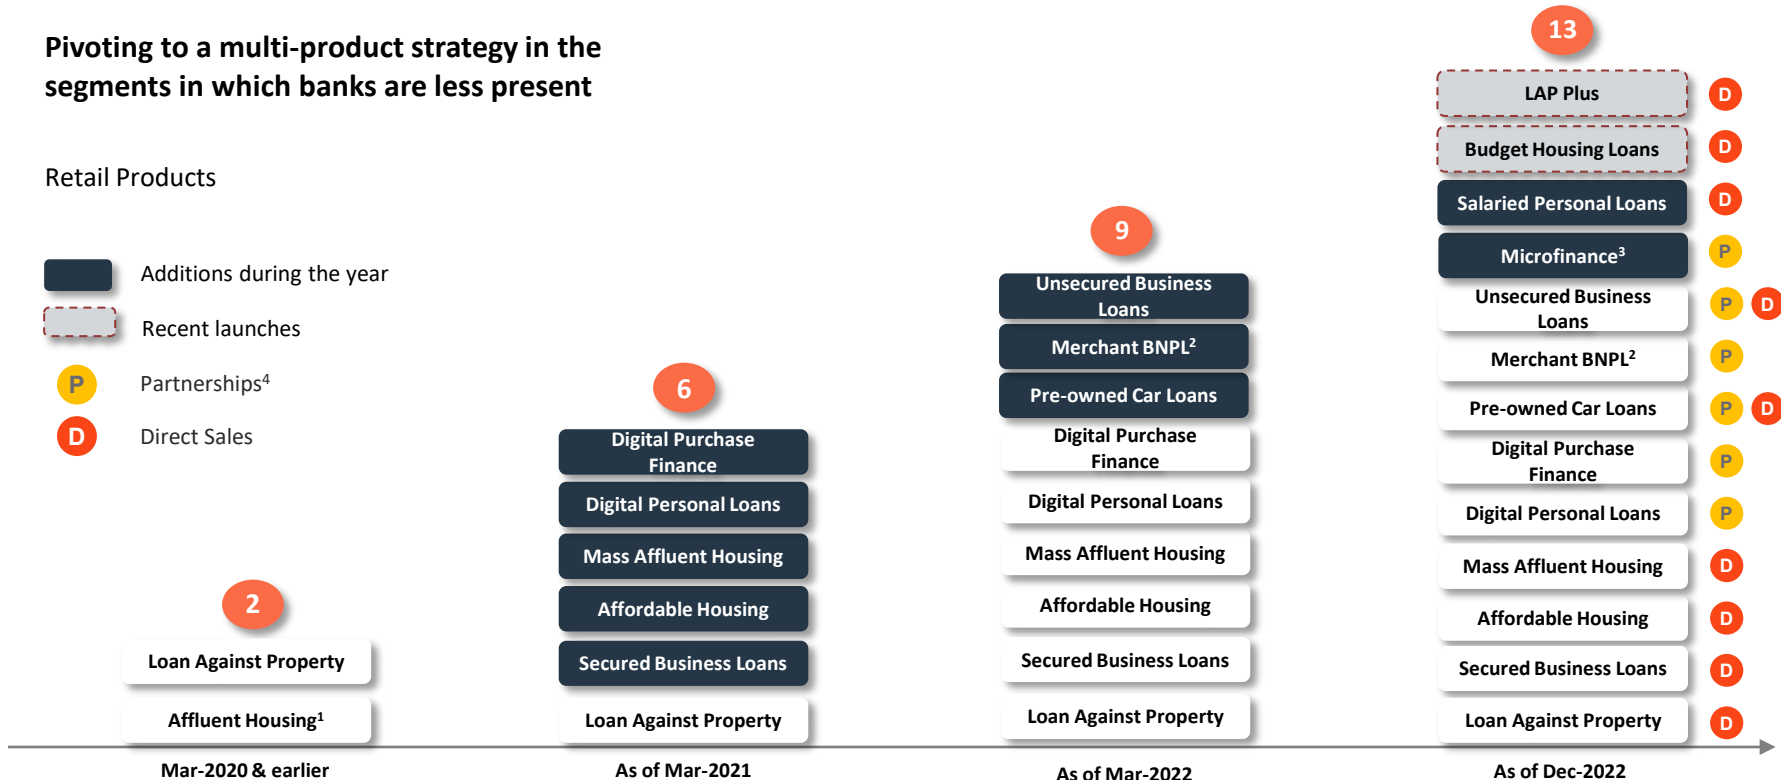 Pivoting to a multi-product strategy in the
segments in which banks are less present
Retail Products
Additions during the year
Recent launches
P Partnerships4
D Direct Sales
2
Loan Against Property
Affluent Housing1
Mar-2020 & earlier
6
Digital Purchase
Finance
Digital Personal Loans
Mass Affluent Housing
Affordable Housing
Secured Business Loans
Loan Against Property
As of Mar-2021
9
Unsecured Business
Loans
Merchant BNPL2
Pre-owned Car Loans
Digital Purchase
Finance
Digital Personal Loans
Mass Affluent Housing
Affordable Housing
Secured Business Loans
Loan Against Property
As of Mar-2022
13
LAP Plus D
Budget Housing Loans D
Salaried Personal Loans D
Microfinance3 P
Unsecured Business
Loans P D
Merchant BNPL2 P
Pre-owned Car Loans P D
Digital Purchase
Finance P
Digital Personal Loans P
Mass Affluent Housing D
Affordable Housing D
Secured Business Loans D
Loan Against Property D
As of Dec-2022